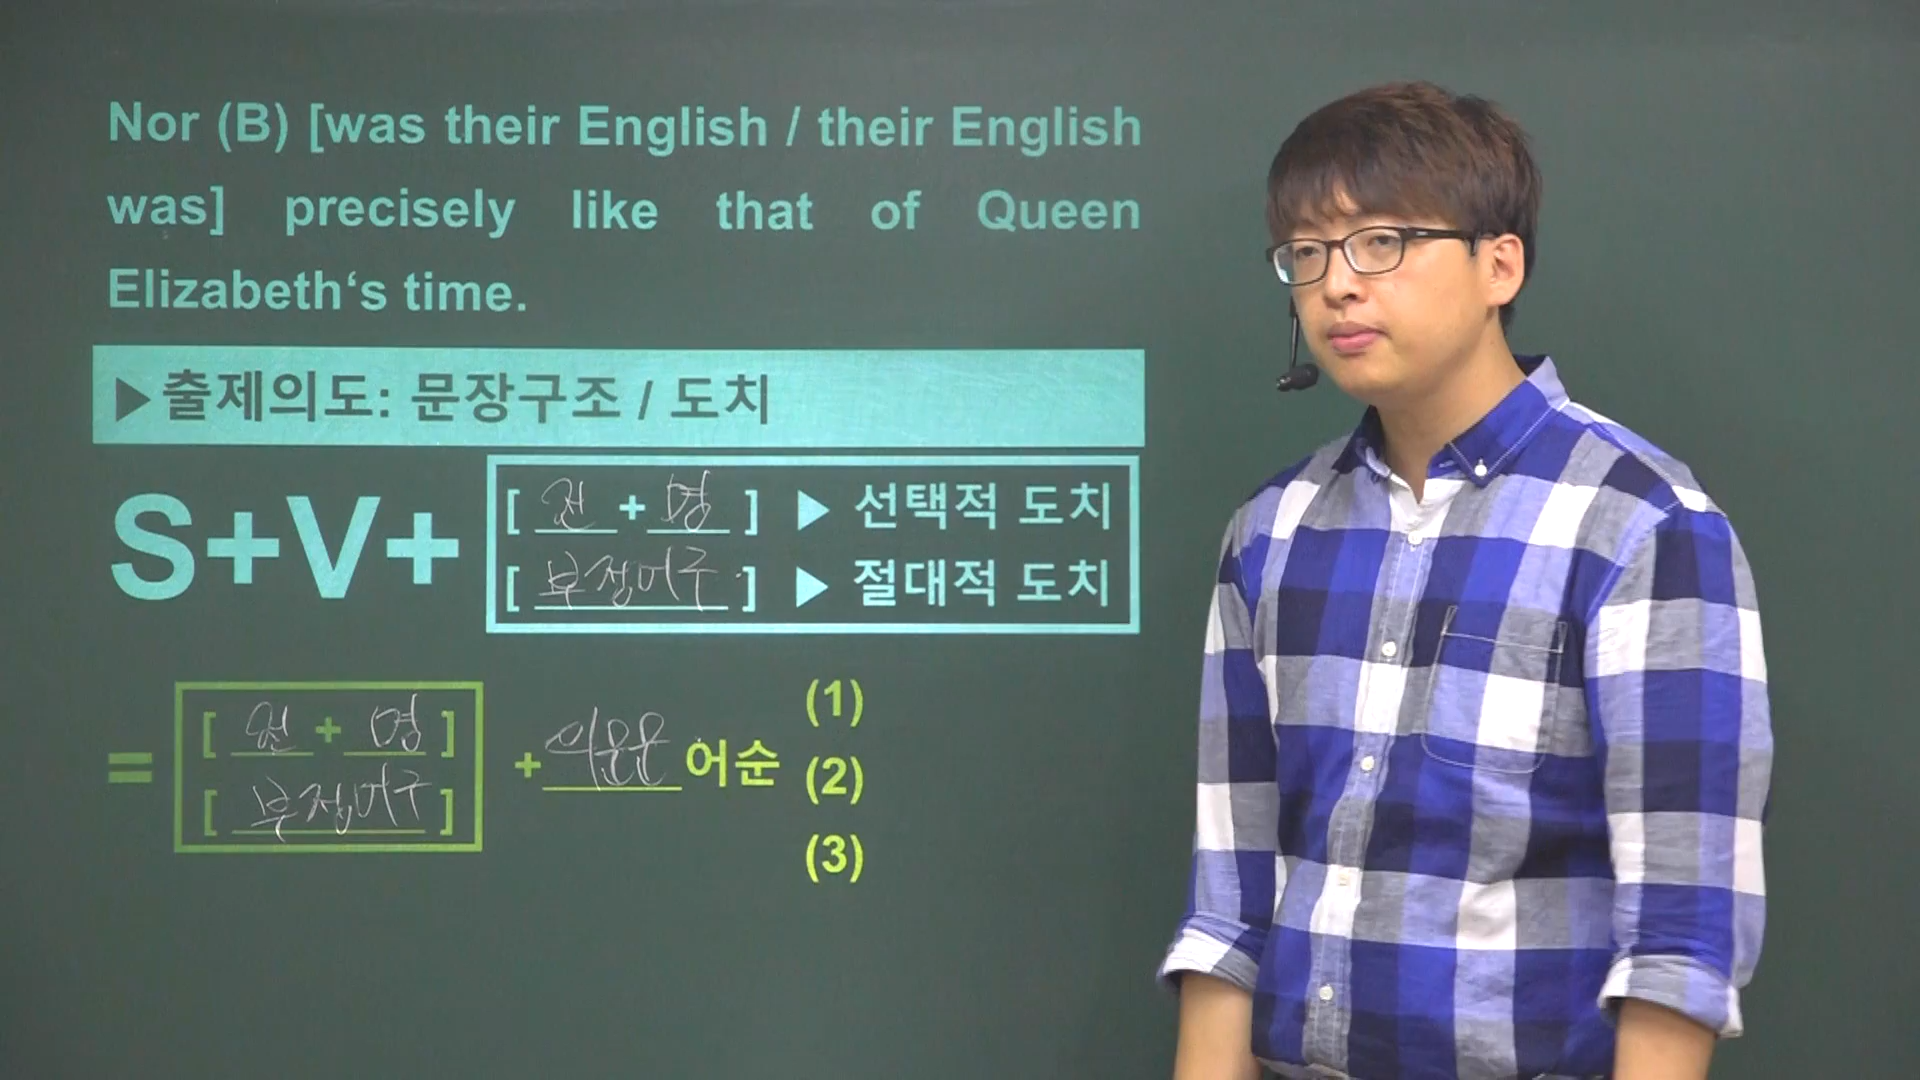 Nor (B) [was their English / their English
was] precisely like that of Queen
Elizabeth‘s time.
▶출제의도: 문장구조 / 도치
S+V+
[ 전 + 명 ] ▶ 선택적 도치
[ 부정어구 ] ▶ 절대적 도치
= [ 전 + 명 ]
[ 부정어구 ]
+ 의문문 어순
(1)
(2)
(3)